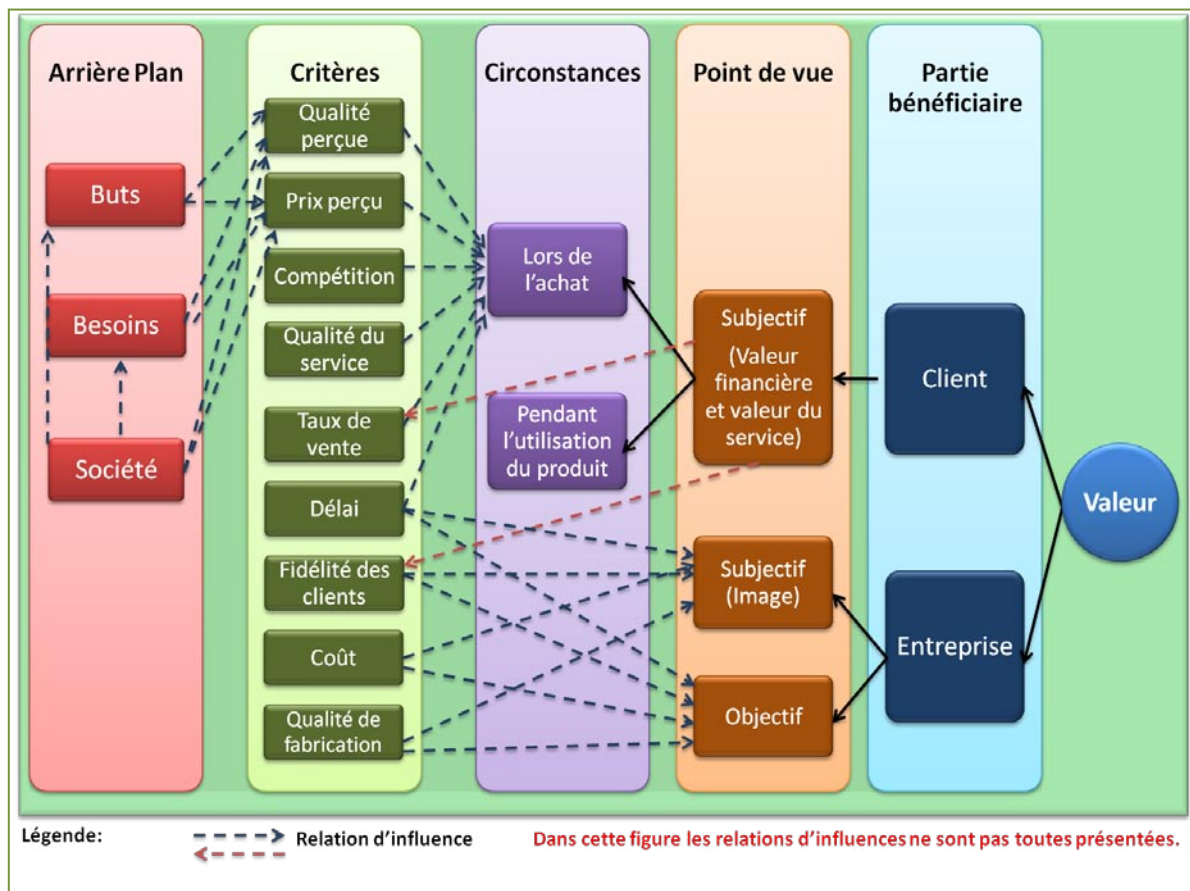 Arrière Plan
Buts
Besoins
Société
Critères
Qualité
perçue
Prix perçu
Compétition
Qualité du
service
Taux de
vente
Délai
Fidélité des
clients
Coût
Qualité de
fabrication
Circonstances
Lors de
l'achat
Pendant
l'utilisation
du produit
Point de vue
Subjectif
(Valeur
financière
et valeur du
service)
Subjectif
(Image)
Objectif
Partie
bénéficiaire
Client
Entreprise
Valeur
Légende:
Relation d'influence
Dans cette figure les relations d'influences ne sont pas toutes présentées.